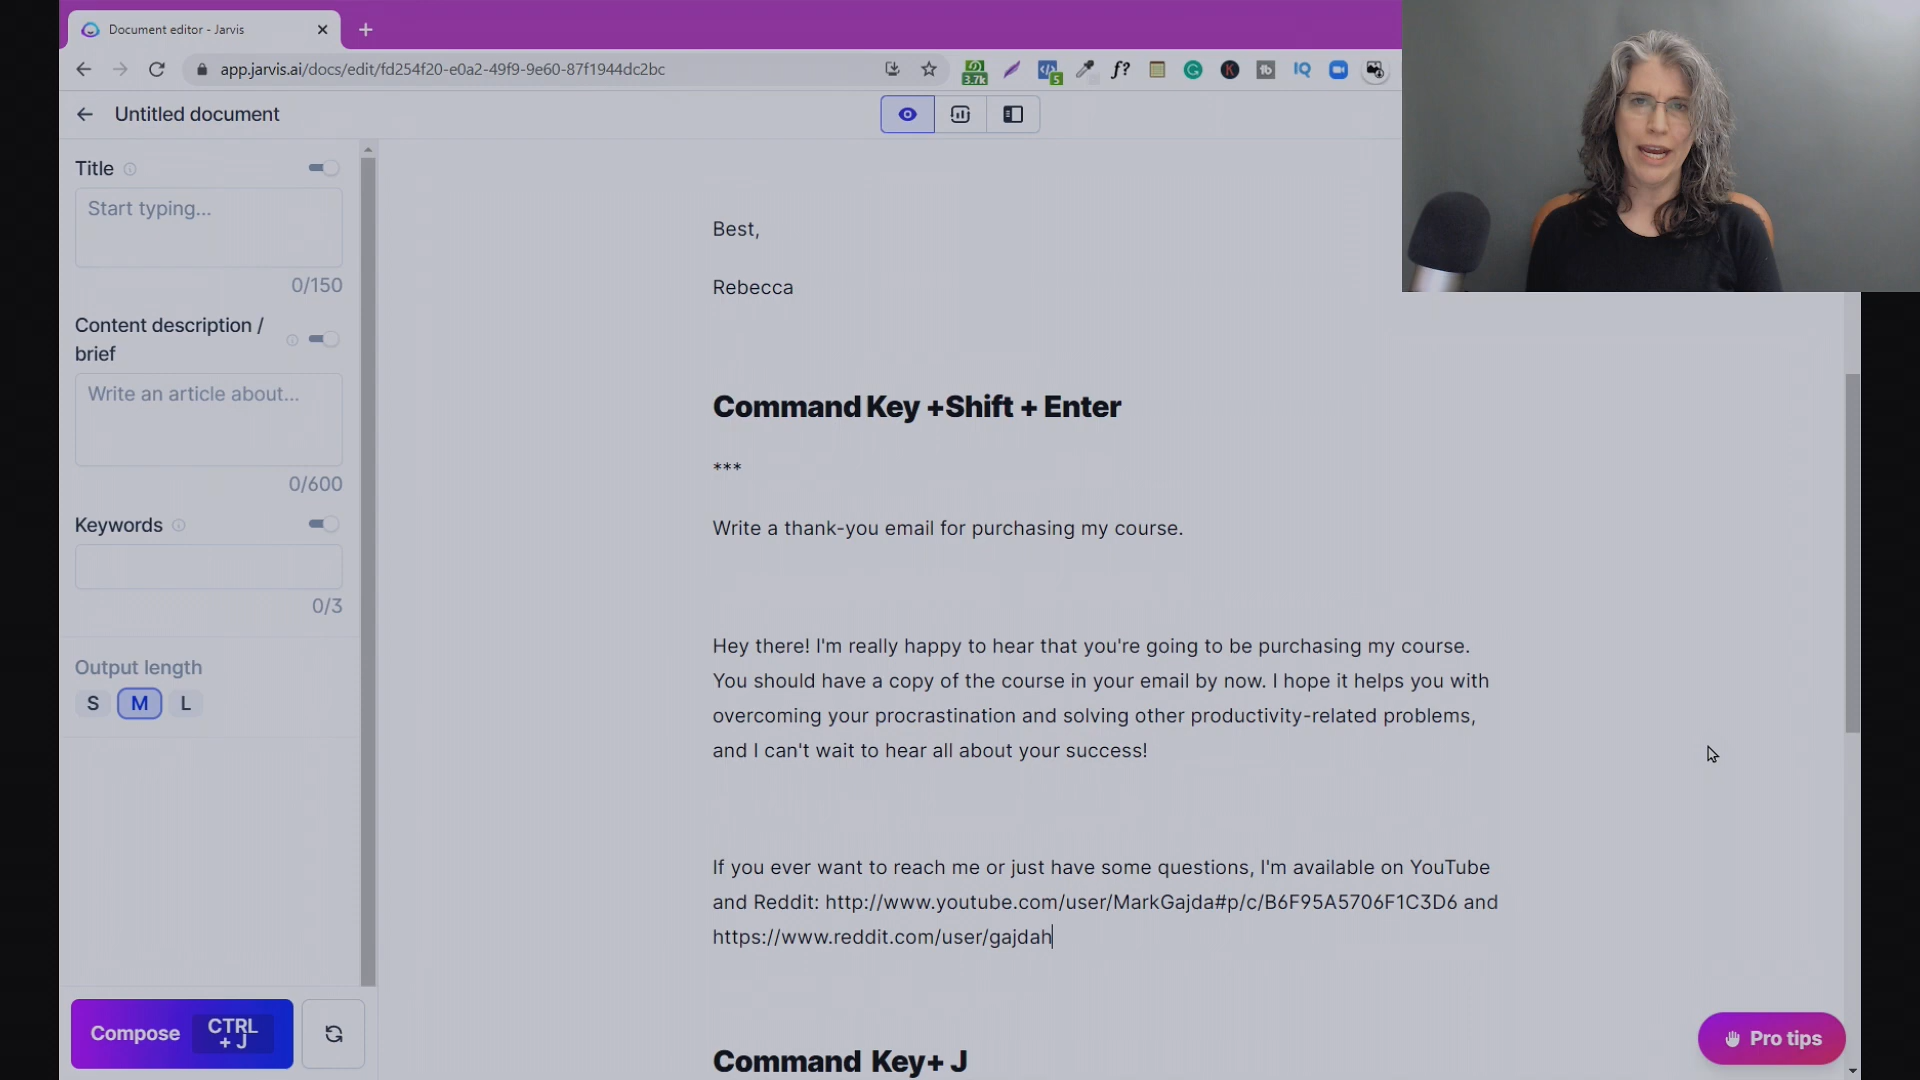 Document editor - Jarvis
app.jarvis.ai/docs/edit/fd254f20-e0a2-49f9-9e60-87f1944dc2bc
3.7k
5
f?
K
tb
IQ
Untitled document
Title
Start typing...
0/150
Content description /
brief
Write an article about...
0/600
Keywords
0/3
Output length
S M L
Compose CTRL
+ J
Best,
Rebecca
Command Key +Shift + Enter
***
Write a thank-you email for purchasing my course.
Hey there! I'm really happy to hear that you're going to be purchasing my course.
You should have a copy of the course in your email by now. I hope it helps you with
overcoming your procrastination and solving other productivity-related problems,
and I can't wait to hear all about your success!
If you ever want to reach me or just have some questions, I'm available on YouTube
and Reddit: http://www.youtube.com/user/MarkGajda#p/c/B6F95A5706F1C3D6 and
https://www.reddit.com/user/gajdah
Command Key+ J
Pro tips